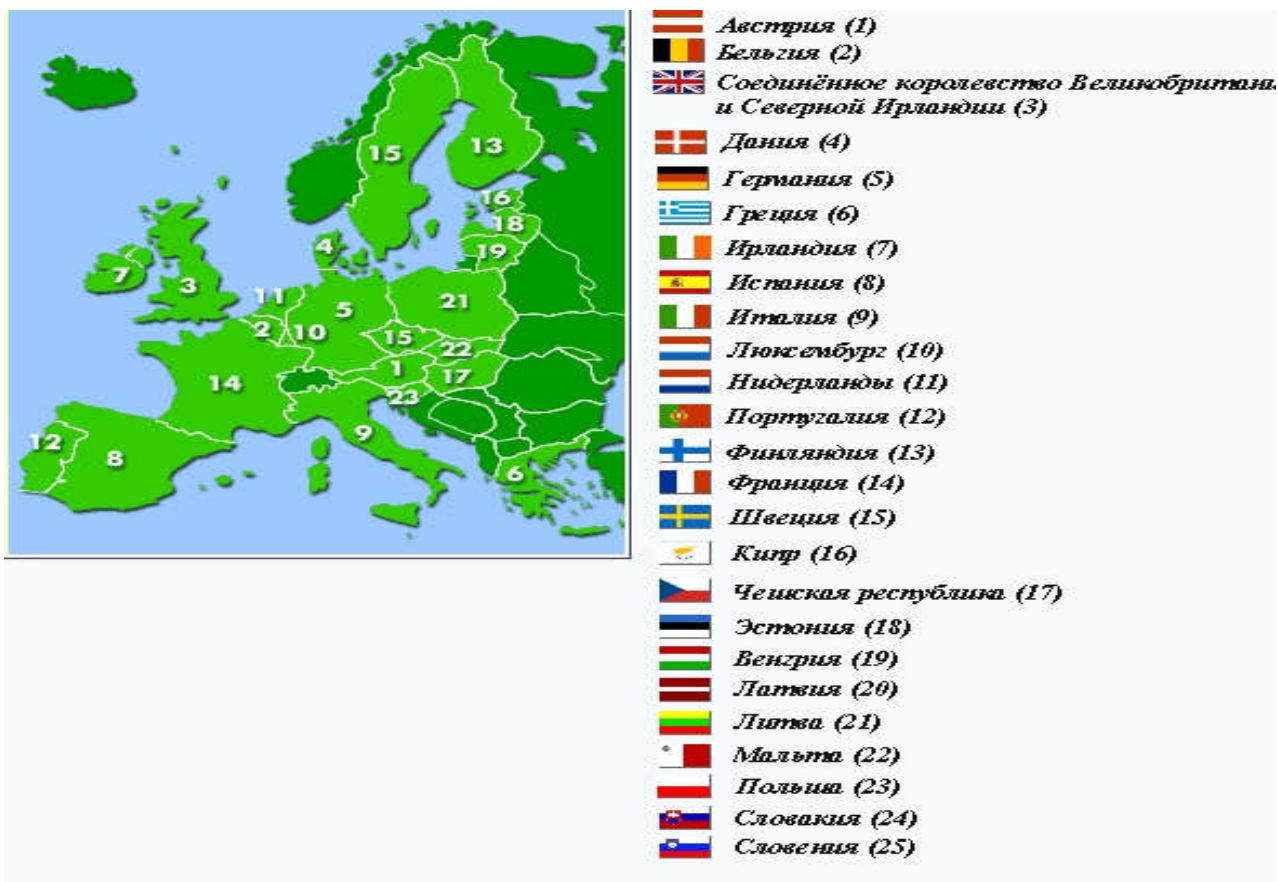 15
13
16
18
4
19
7
3
11
21
5
2
10
15
22
1
14
17
23
9
12
8
6
Австрия (1)
Бельгия (2)
Соединённое королевство Великобритани
и Северной Ирландии (3)
Дания (4)
Германия (5)
Греция (6)
Ирландия (7)
Испания (8)
Италия (9)
Люксембург (10)
Нидерланды (11)
Португалия (12)
Финляндия (13)
Франция (14)
Швеция (15)
Кипр (16)
Чешская республика (17)
Эстония (18)
Венгрия (19)
Латвия (20)
Литва (21)
Мальта (22)
Польша (23)
Словакия (24)
Словения (25)